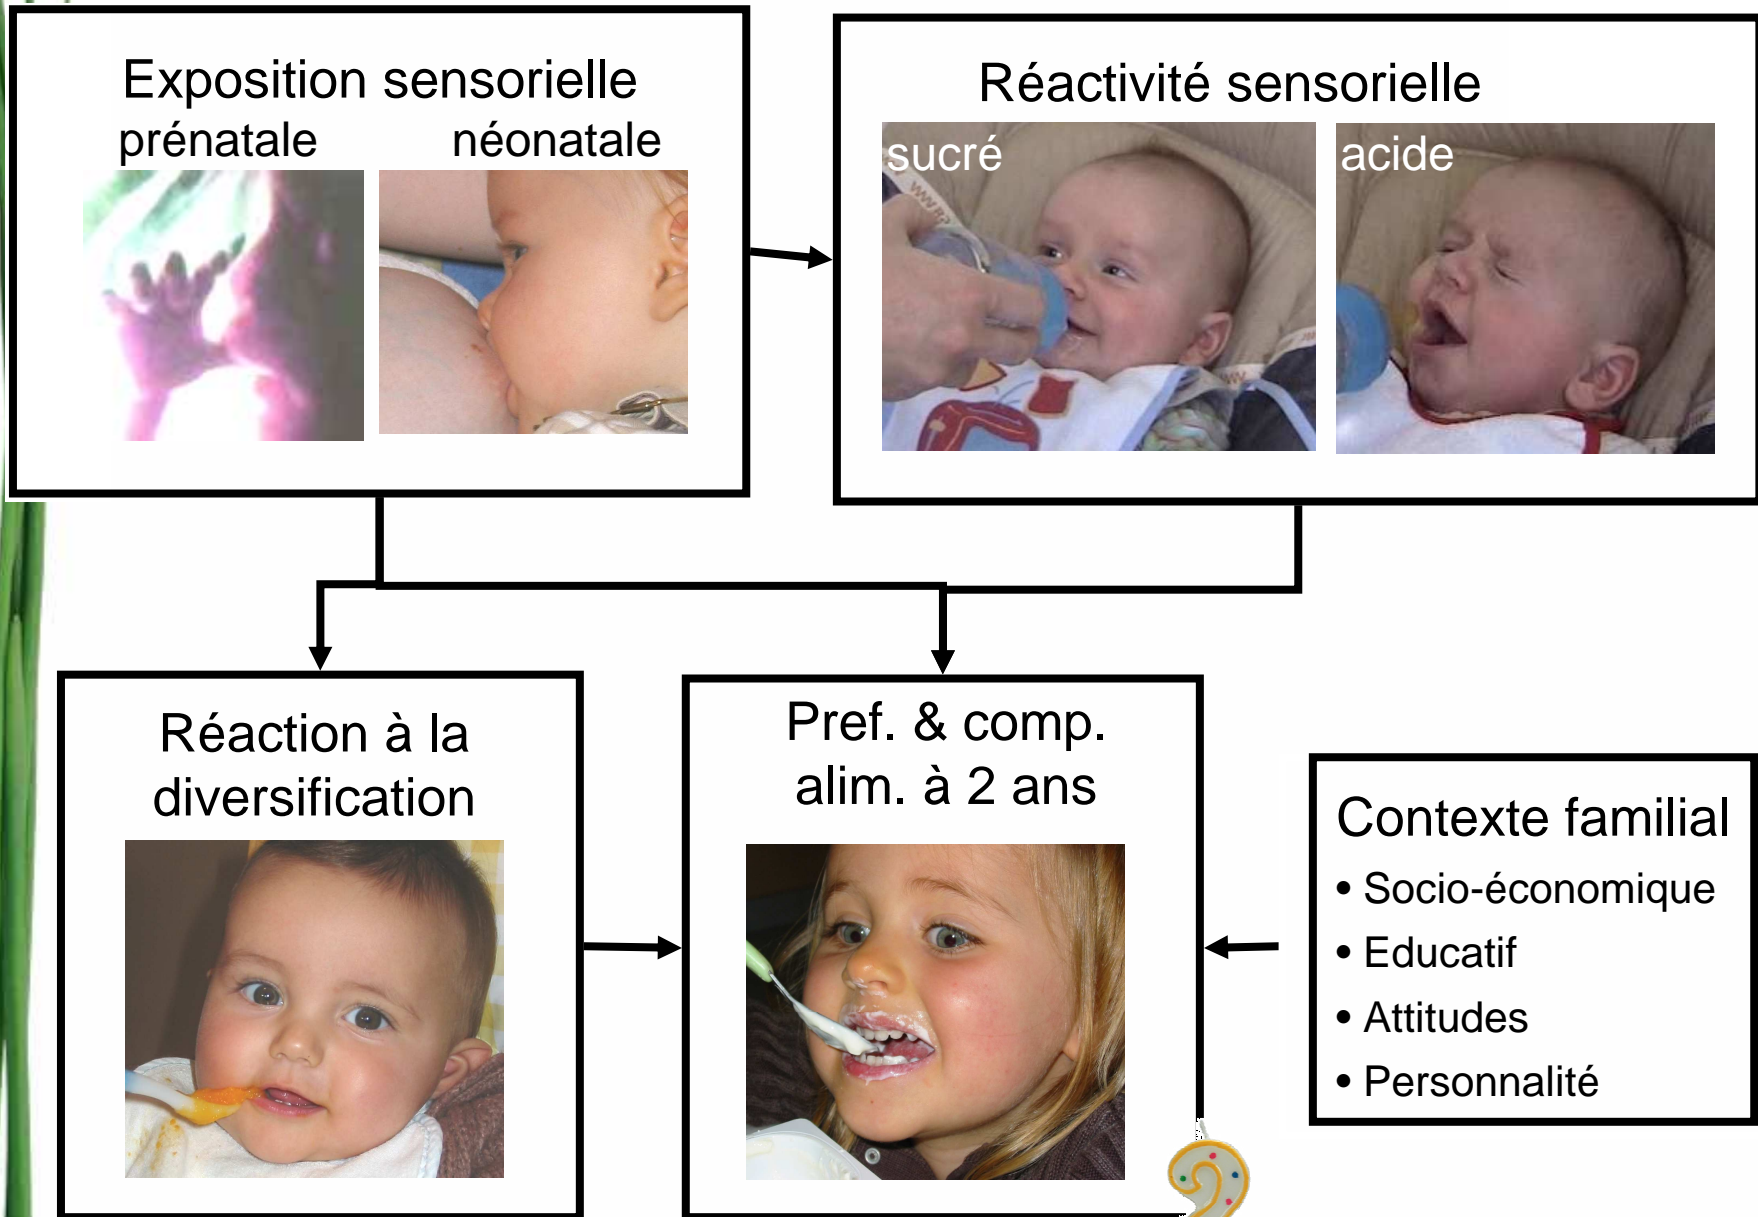 Exposition sensorielle
prénatale néonatale
Réactivité sensorielle
sucré
acide
Réaction à la
diversification
Pref. & comp.
alim. à 2 ans
Contexte familial
• Socio-économique
• Educatif
• Attitudes
• Personnalité